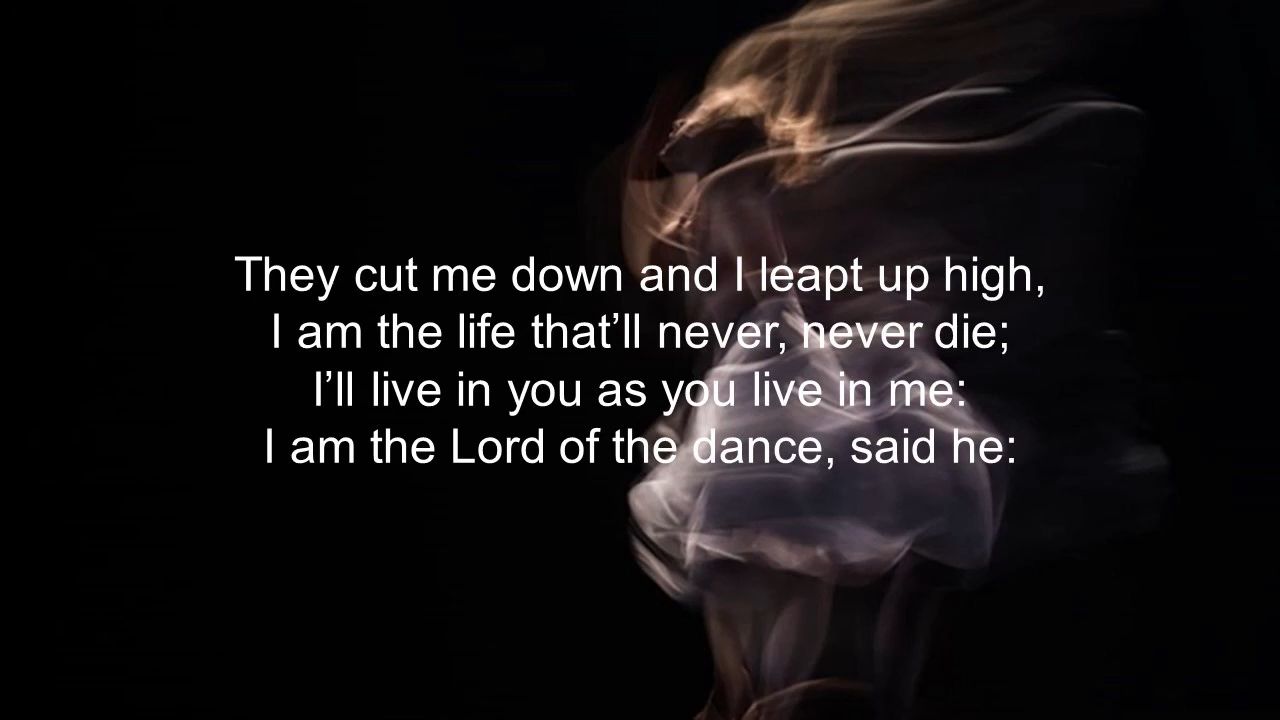 They cut me down and I leapt up high,
I am the life that’ll never, never die;
I’ll live in you as you live in me:
I am the Lord of the dance, said he: